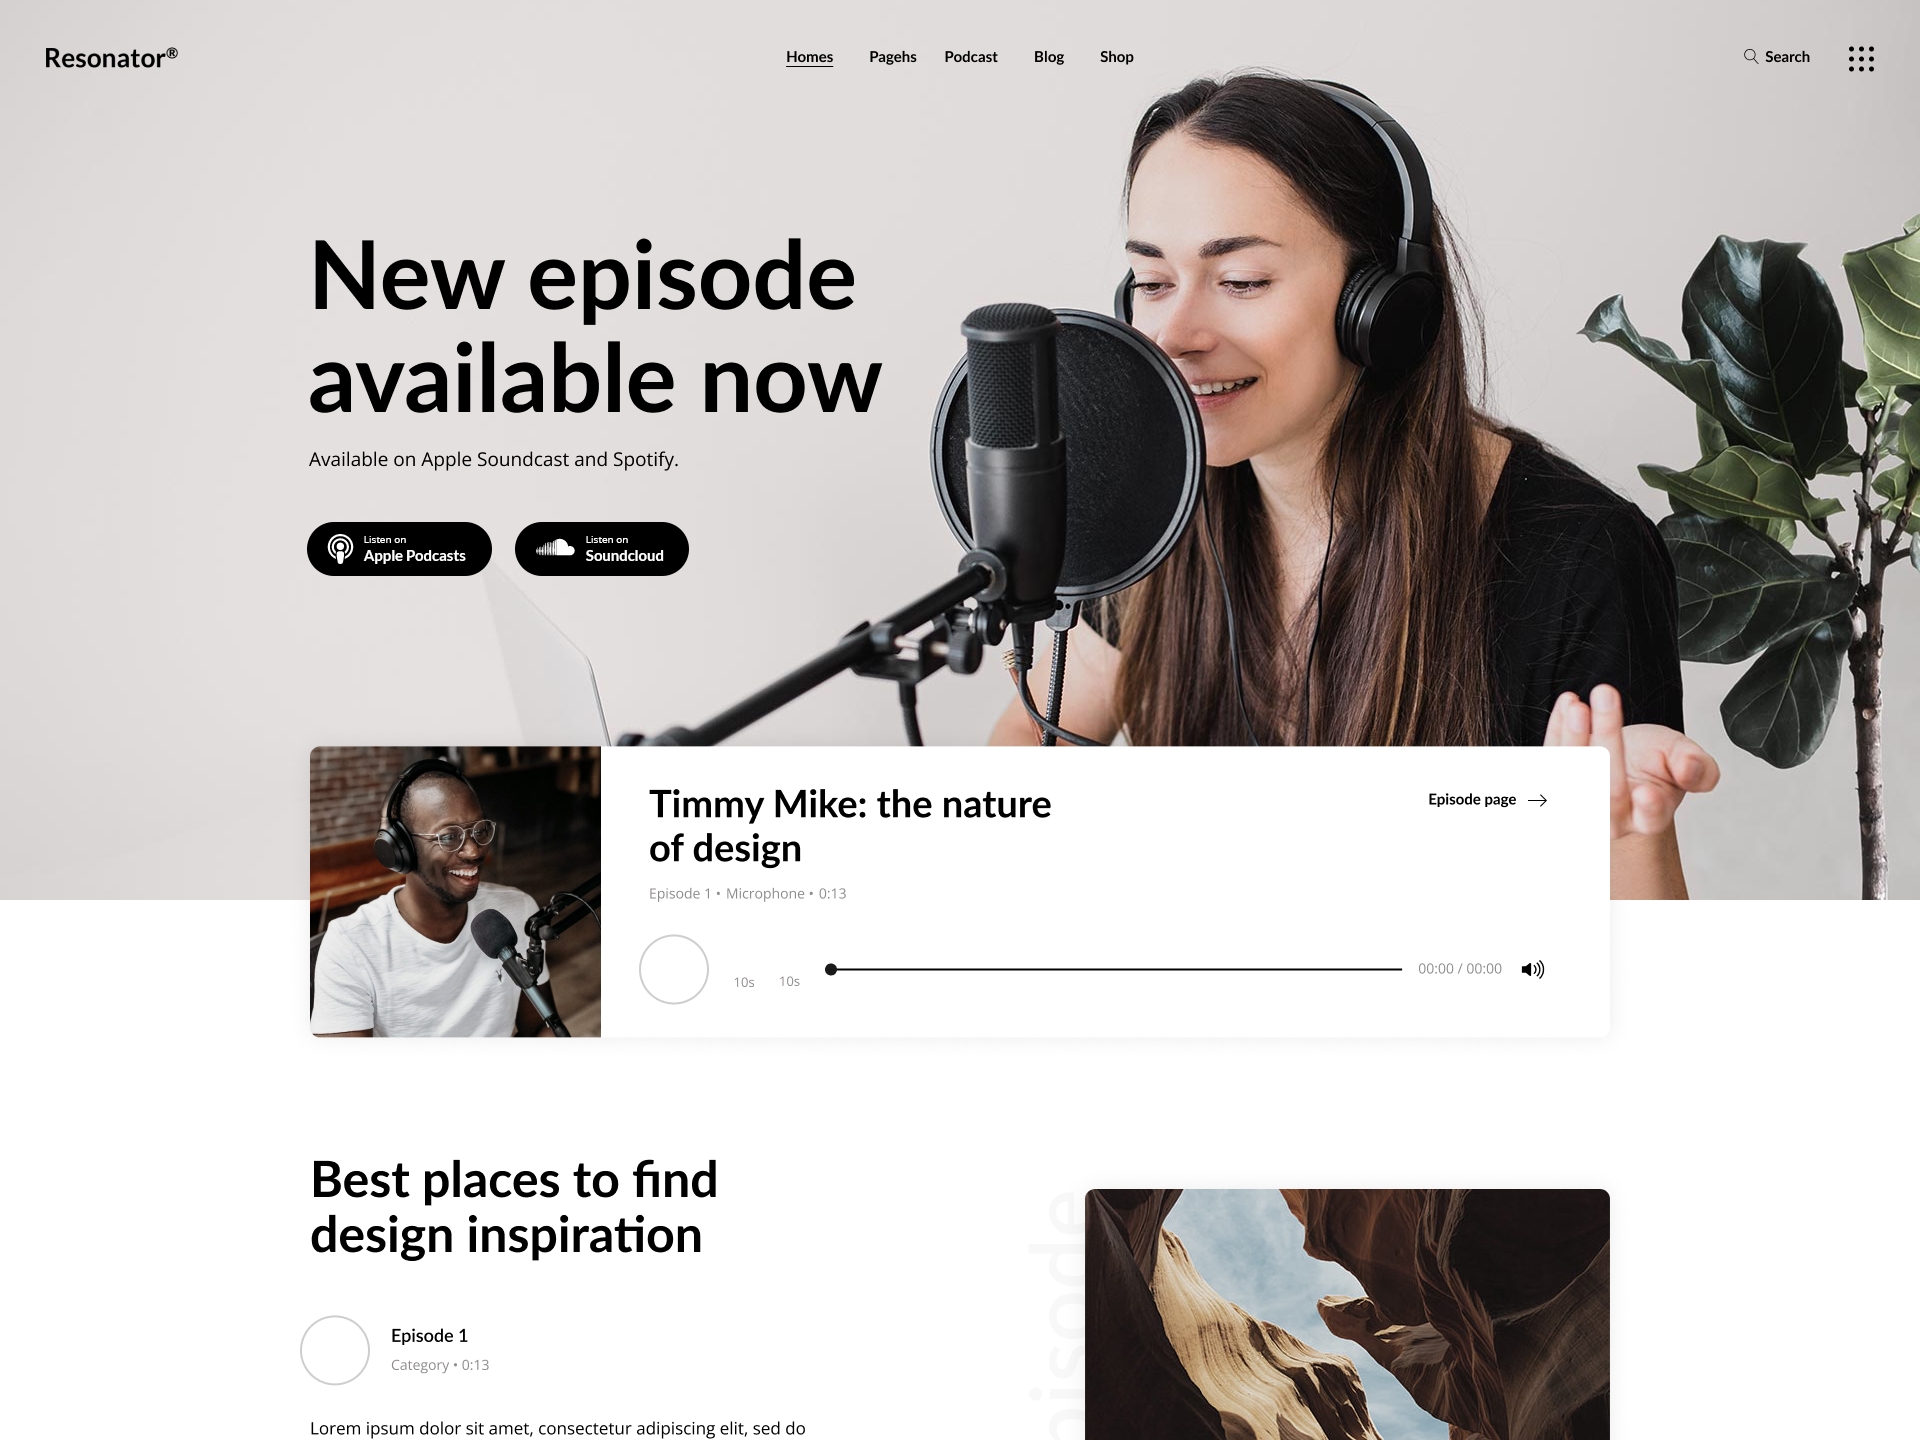 Resonator®
Homes Pagehs Podcast Blog Shop
Search
New episode
available now
Available on Apple Soundcast and Spotify.
Listen on
Apple Podcasts
Listen on
Soundcloud
Timmy Mike: the nature
of design
Episode page
Episode 1 • Microphone • 0:13
10s 10s
00:00 / 00:00
Best places to find
design inspiration
Episode 1
Category • 0:13
Lorem ipsum dolor sit amet, consectetur adipiscing elit, sed do